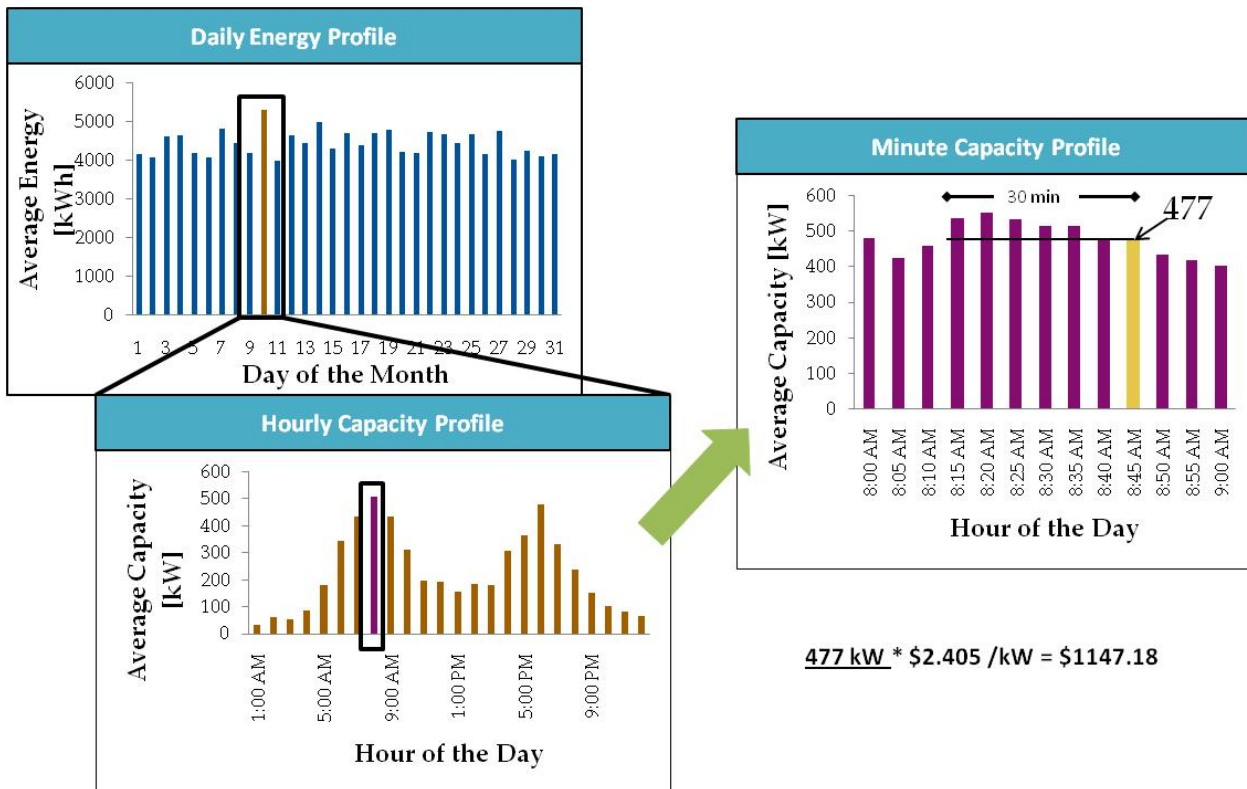 Daily Energy Profile
Average Energy
[kWh]
6000
5000
4000
3000
2000
1000
0
1 3 5 7 9 11 13 15 17 19 21 23 25 27 29 31
Day of the Month
Hourly Capacity Profile
Average Capacity
[kW]
600
500
400
300
200
100
0
1:00 AM
5:00 AM
9:00 AM
1:00 PM
5:00 PM
9:00 PM
Hour of the Day
Minute Capacity Profile
Average Capacity [kW]
600
500
400
300
200
100
0
30 min
477
8:00 AM
8:05 AM
8:10 AM
8:15 AM
8:20 AM
8:25 AM
8:30 AM
8:35 AM
8:40 AM
8:45 AM
8:50 AM
8:55 AM
9:00 AM
Hour of the Day
477 kW * $2.405 /kW = $1147.18